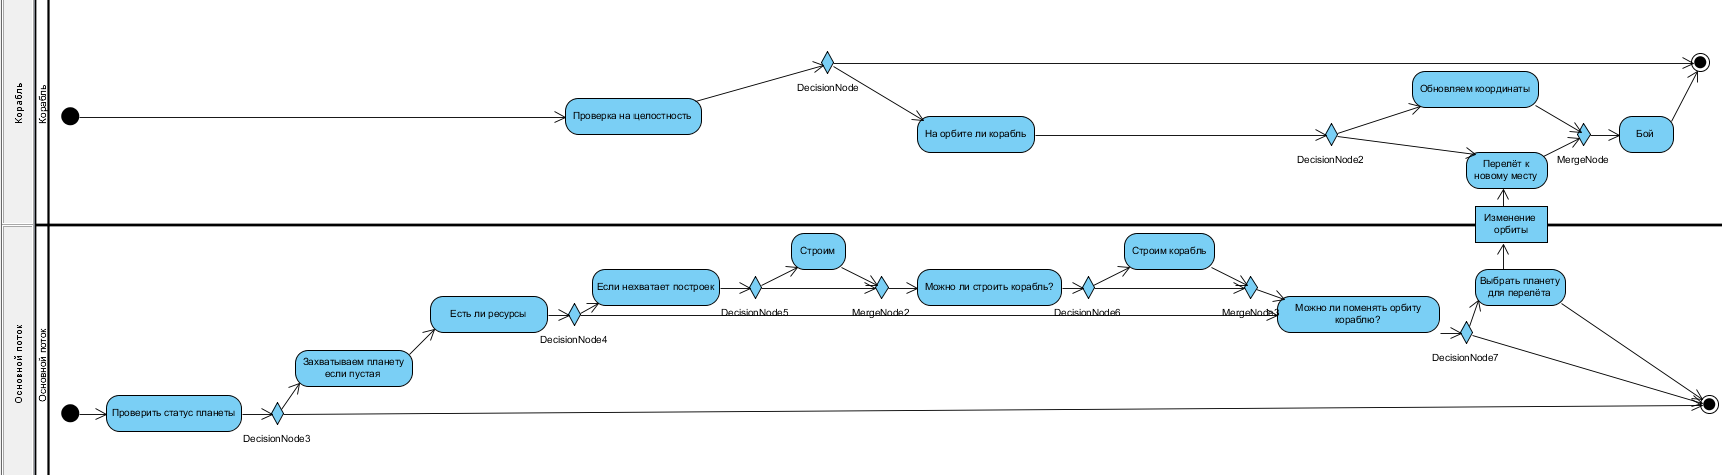 Корабль
Корабль
DecisionNode
Проверка на целостность
На орбите ли корабль
DecisionNode2
Обновляем координаты
Перелёт к
новому месту
MergeNode
Бой
Основной поток
Основной поток
Изменение
орбиты
Проверить статус планеты
DecisionNode3
Захватываем планету
если пустая
Есть ли ресурсы
DecisionNode4
Если нехватает построек
DecisionNode5
Строим
MergeNode2
Можно ли строить корабль?
DecisionNode6
Строим корабль
MergeNode3
Можно ли поменять орбиту
кораблю?
DecisionNode7
Выбрать планету
для перелёта